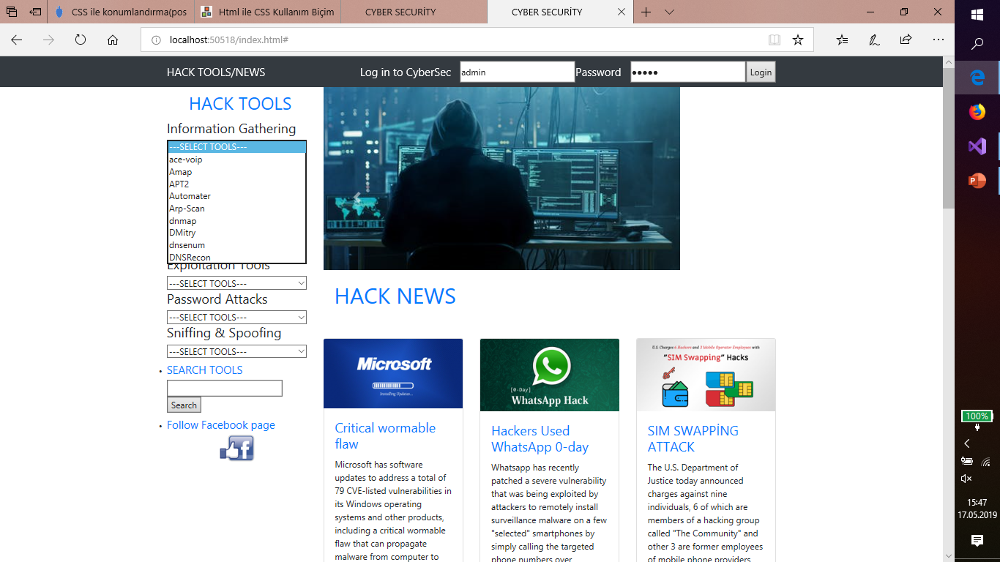 CSS ile konumlandırma(pos
Html ile CSS Kullanım Biçim
CYBER SECURİTY
CYBER SECURİTY
localhost:50518/index.html#
HACK TOOLS/NEWS
Log in to CyberSec
admin
Password
•••••
Login
HACK TOOLS
Information Gathering
---SELECT TOOLS---
ace-voip
Amap
APT2
Automater
Arp-Scan
dnmap
DMitry
dnsenum
DNSRecon
Exploitation Tools
---SELECT TOOLS---
Password Attacks
---SELECT TOOLS---
Sniffing & Spoofing
---SELECT TOOLS---
• SEARCH TOOLS
Search
• Follow Facebook page
HACK NEWS
Microsoft
Installing Updates...
Critical wormable
flaw
Microsoft has software
updates to address a total of
79 CVE-listed vulnerabilities in
its Windows operating
systems and other products,
including a critical wormable
flaw that can propagate
malware from computer to
[0-Day]
WhatsApp Hack
Hackers Used
WhatsApp 0-day
Whatsapp has recently
patched a severe vulnerability
that was being exploited by
attackers to remotely install
surveillance malware on a few
"selected" smartphones by
simply calling the targeted
phone numbers over
U.S. Charges 6 Hackers and 3 Mobile Operator Employees with
"SIM Swapping" Hacks
SIM SWAPPİNG
ATTACK
The U.S. Department of
Justice today announced
charges against nine
individuals, 6 of which are
members of a hacking group
called "The Community" and
other 3 are former employees
of mobile phone providers
100%
15:47
17.05.2019